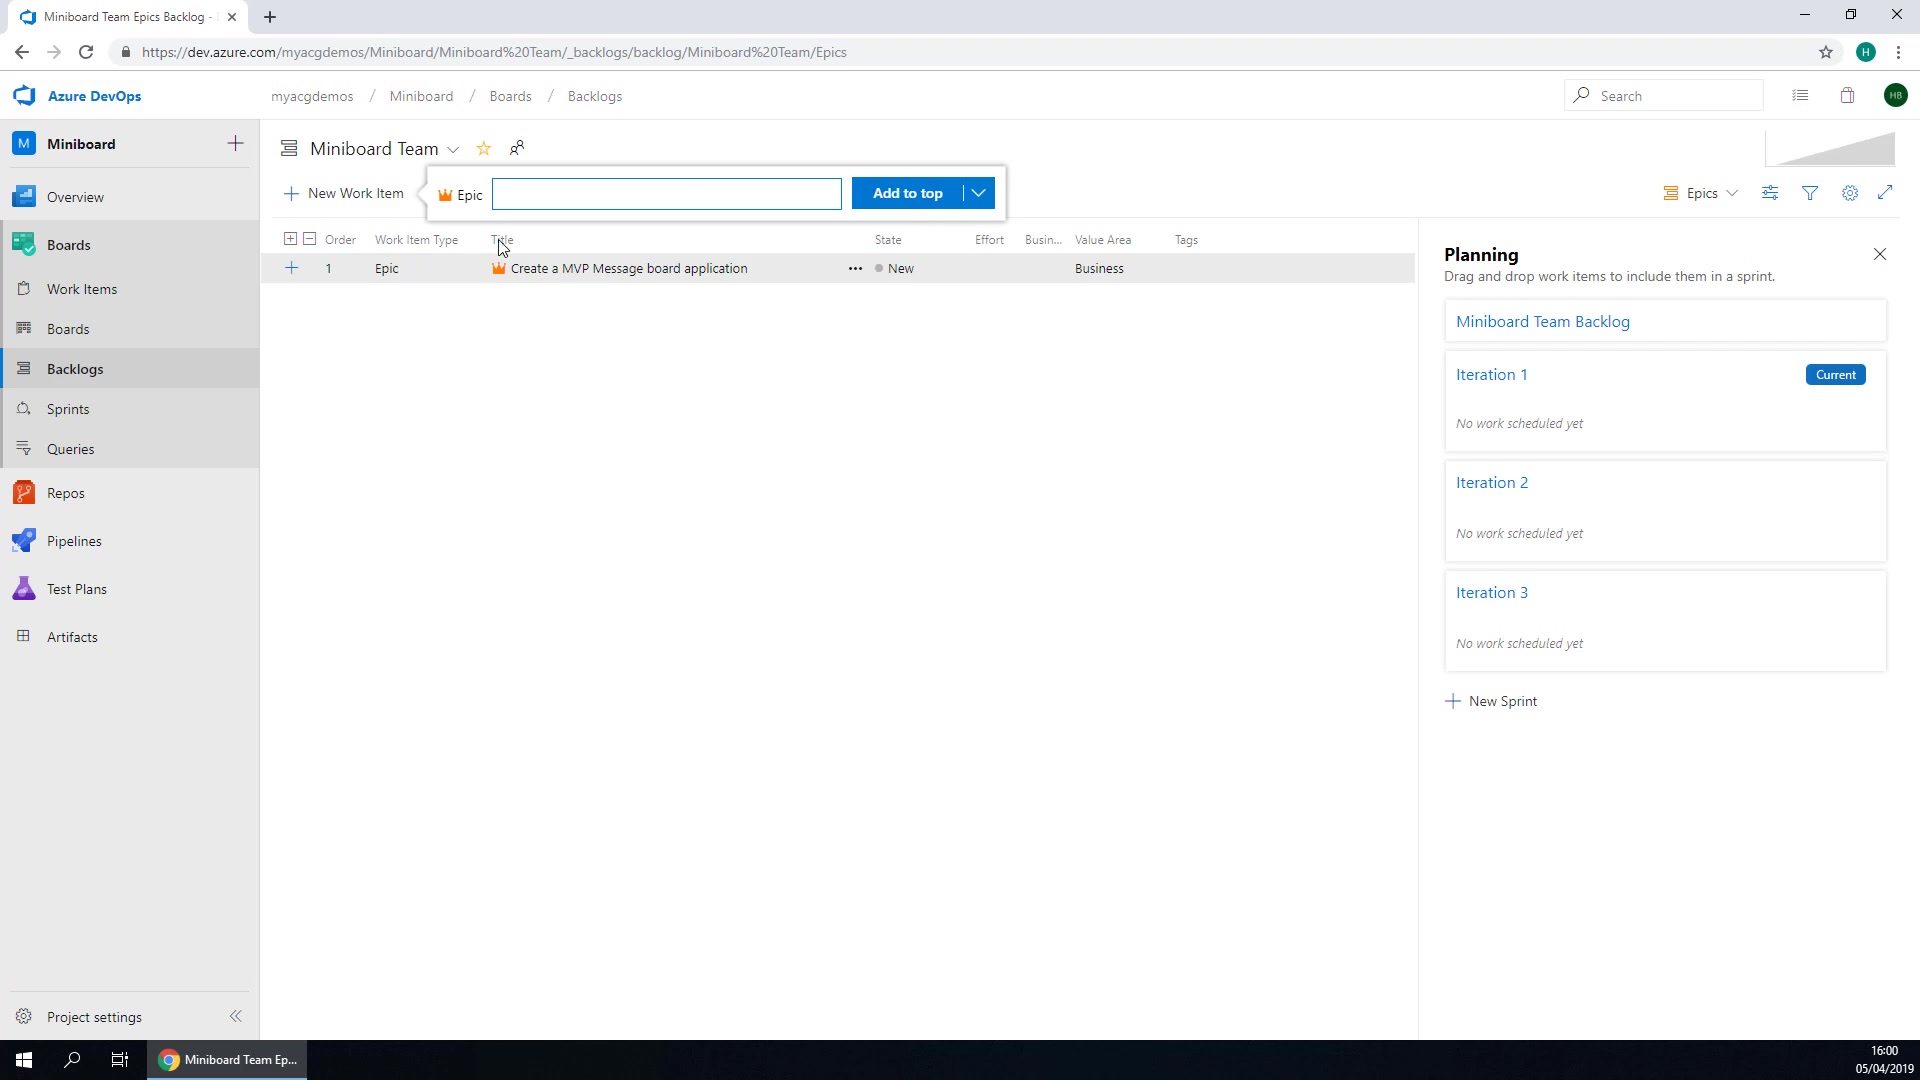 Miniboard Team Epics Backlog -
https://dev.azure.com/myacgdemos/Miniboard/Miniboard%20Team/_backlogs/backlog/Miniboard%20Team/Epics
H
Azure DevOps
myacgdemos / Miniboard / Boards / Backlogs
Search
HB
M Miniboard
Miniboard Team
New Work Item
Epic
Add to top
Epics
Overview
Boards
Work Items
Boards
Backlogs
Sprints
Queries
Repos
Pipelines
Test Plans
Artifacts
Project settings
Order Work Item Type Title State Effort Busin... Value Area Tags
1 Epic Create a MVP Message board application ... New Business
Planning
Drag and drop work items to include them in a sprint.
Miniboard Team Backlog
Iteration 1 Current
No work scheduled yet
Iteration 2
No work scheduled yet
Iteration 3
No work scheduled yet
New Sprint
Miniboard Team Ep...
16:00
05/04/2019